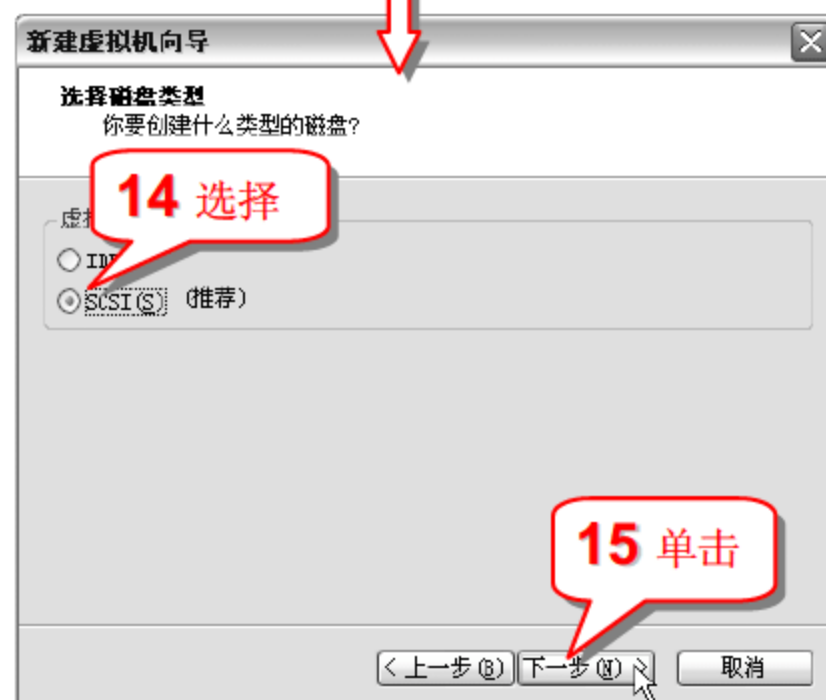 新建虚拟机向导
选择磁盘类型
你要创建什么类型的磁盘?
14 选择
SCSI(S) (推荐)
15 单击
< 上一步(B)
下一步(N) >
取消